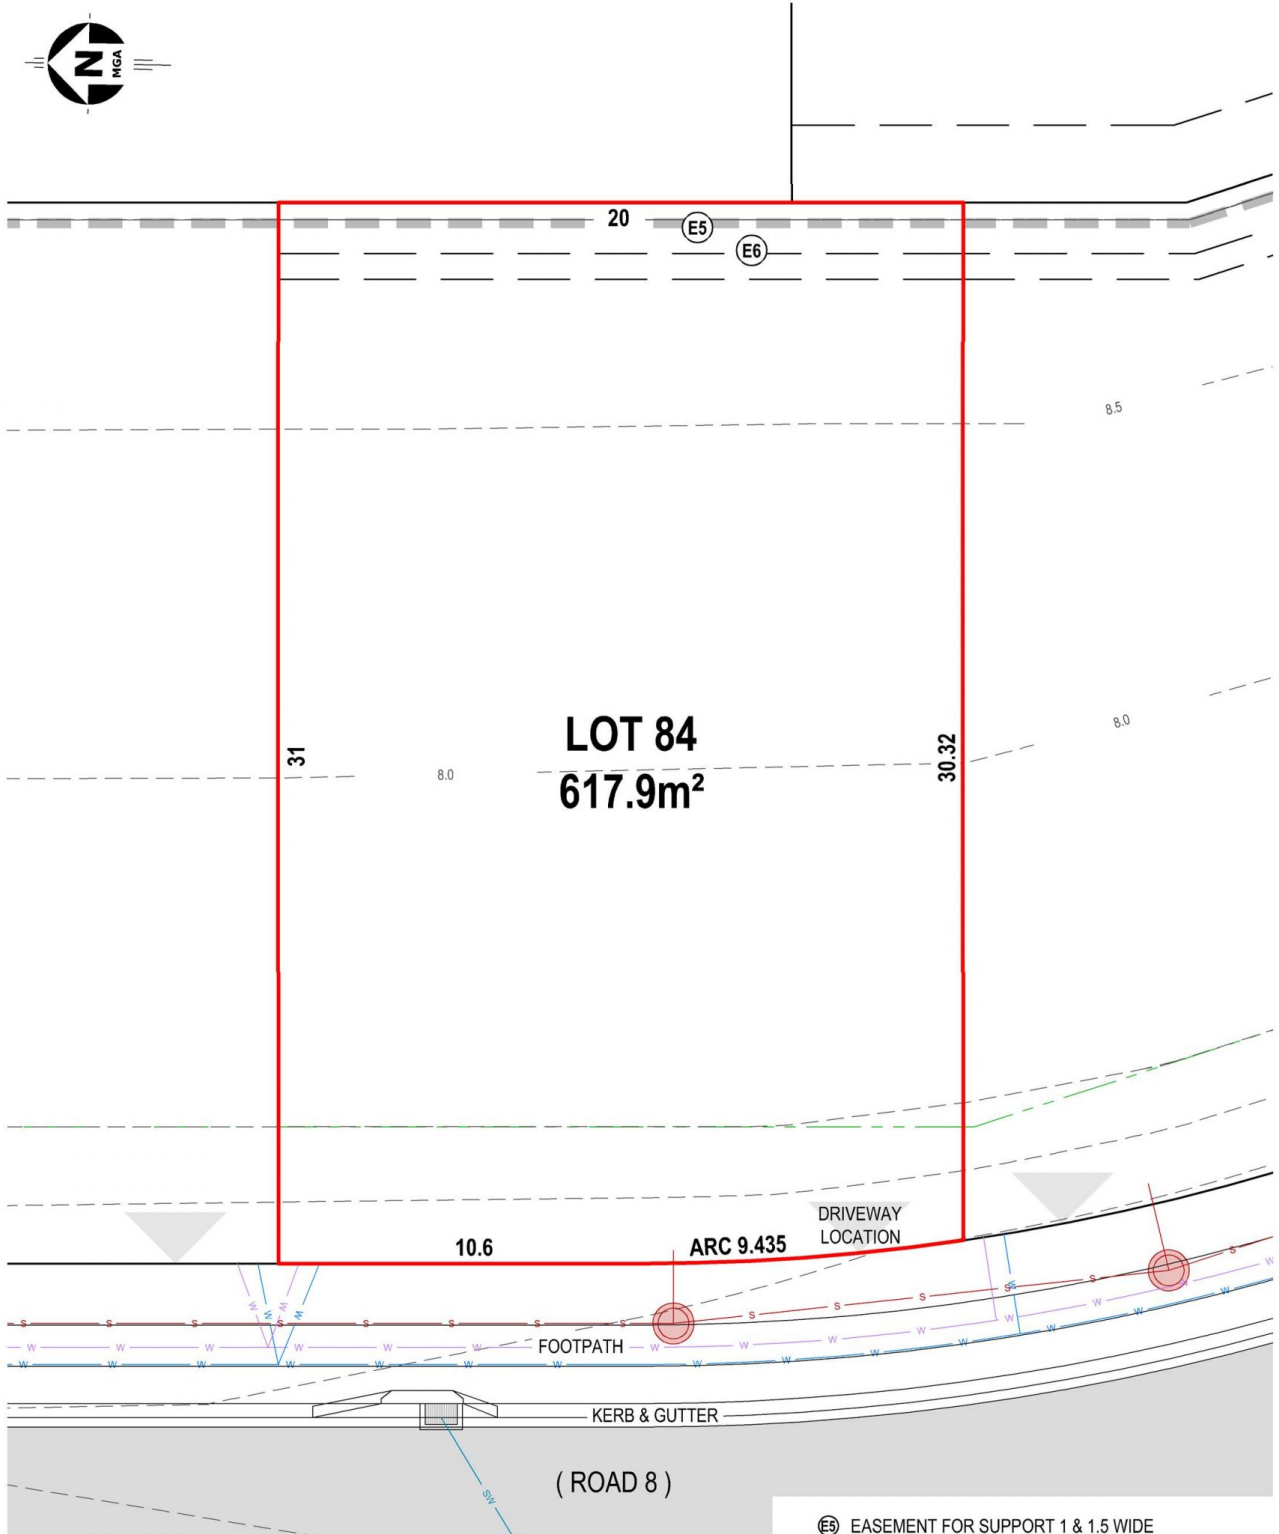 N
MGA
20
E5
E6
8.5
LOT 84
617.9m²
31
30.32
8.0
8.0
DRIVEWAY
LOCATION
10.6
ARC 9.435
W W W W W
S S S S S S S S S S S
FOOTPATH
W W W W W W W W W W W W W W
W W W W W W W W W W W W W W
KERB & GUTTER
( ROAD 8 )
SW
E5 EASEMENT FOR SUPPORT 1 & 1.5 WIDE